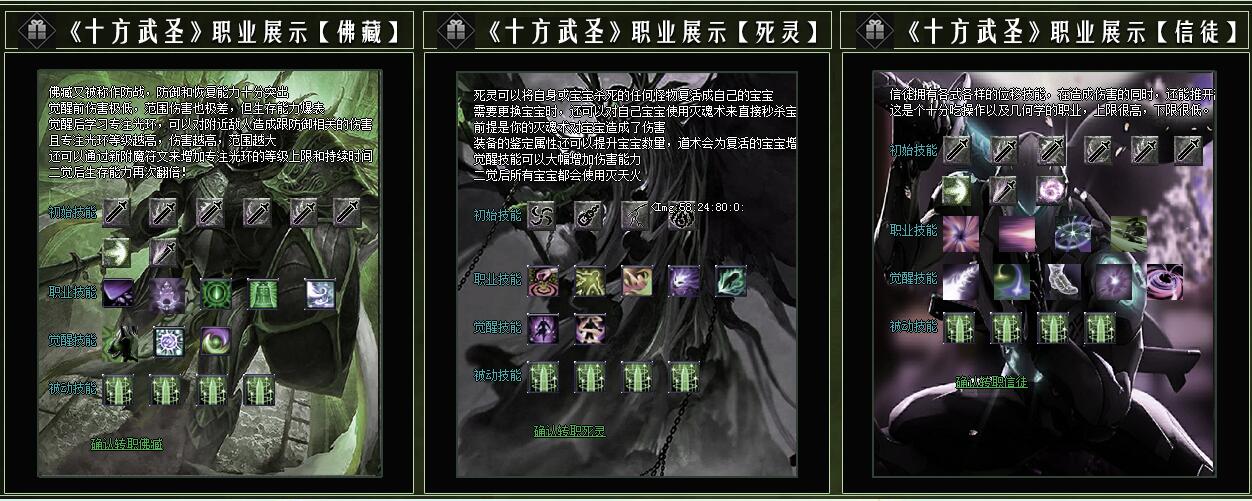 《十方武圣》职业展示【佛藏】
佛藏又被称作防战，防御和恢复能力十分突出
觉醒前伤害极低，范围伤害也极差，但生存能力爆表
觉醒后学习专注光环，可以对附近敌人造成跟防御相关的伤害
且专注光环等级越高，伤害越高，范围越大
还可以通过新附魔符文来增加专注光环的等级上限和持续时间
二觉后生存能力再次翻倍！
初始技能
职业技能
觉醒技能
被动技能
确认转职佛藏
《十方武圣》职业展示【死灵】
死灵可以将自身或宝宝杀死的任何怪物复活成自己的宝宝
需要更换宝宝时，还可以对自己宝宝使用灭魂术来直接秒杀宝
前提是你的灭魂术对宝宝造成了伤害
装备的鉴定属性还可以提升宝宝数量，道术会为复活的宝宝增
觉醒技能可以大幅增加伤害能力
二觉后所有宝宝都会使用灭天火
初始技能
<Img:58:24:80:0:
职业技能
觉醒技能
被动技能
确认转职死灵
《十方武圣》职业展示【信徒】
信徒拥有各式各样的位移技能，在造成伤害的同时，还能推开
这是个十分吃操作以及几何学的职业，上限很高，下限很低。
初始技能
职业技能
觉醒技能
被动技能
确认转职信徒